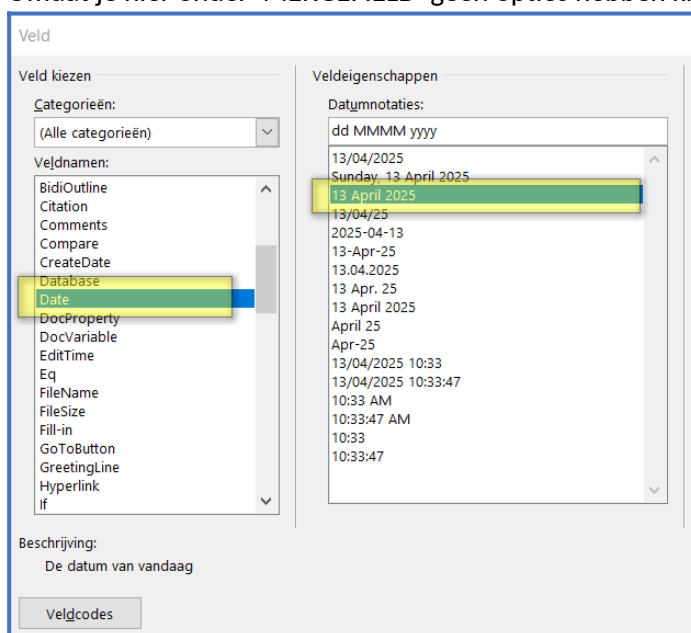 Veld
Veld kiezen
Categorieën:
(Alle categorieën)
Veldnamen:
BidiOutline
Citation
Comments
Compare
CreateDate
Database
Date
DocProperty
DocVariable
EditTime
Eq
FileName
FileSize
Fill-in
GoToButton
GreetingLine
Hyperlink
If
Veldeigenschappen
Datumnotaties:
dd MMMM yyyy
13/04/2025
Sunday, 13 April 2025
13 April 2025
13/04/25
2025-04-13
13-Apr-25
13.04.2025
13 Apr. 25
13 April 2025
April 25
Apr-25
13/04/2025 10:33
13/04/2025 10:33:47
10:33 AM
10:33:47 AM
10:33
10:33:47
Beschrijving:
De datum van vandaag
Veldcodes